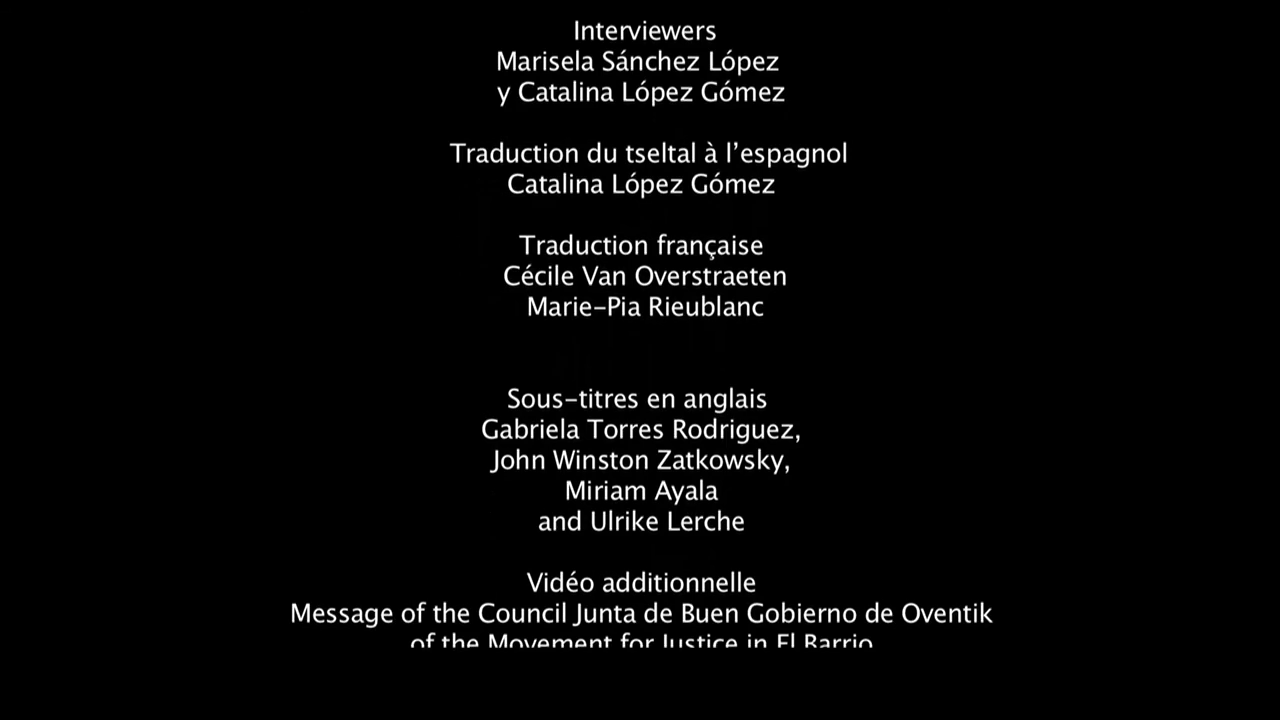 Interviewers
Marisela Sánchez López
y Catalina López Gómez
Traduction du tseltal à l’espagnol
Catalina López Gómez
Traduction française
Cécile Van Overstraeten
Marie-Pia Rieublanc
Sous-titres en anglais
Gabriela Torres Rodriguez,
John Winston Zatkowsky,
Miriam Ayala
and Ulrike Lerche
Vidéo additionnelle
Message of the Council Junta de Buen Gobierno de Oventik
of the Movement for Justice in El Barrio